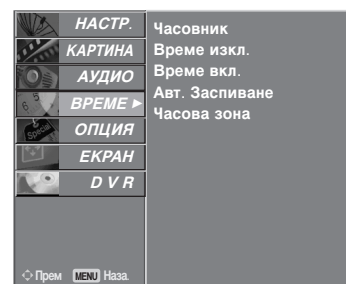 НАСТР.
КАРТИНА
АУДИО
ВРЕМЕ ►
ОПЦИЯ
ЕКРАН
D V R
Часовник
Време изкл.
Време вкл.
Авт. Заспиване
Часова зона
Прем MENU Наза.